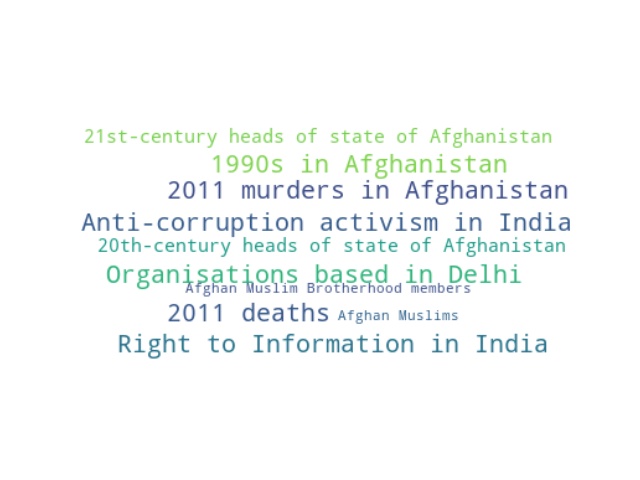 21st-century heads of state of Afghanistan
1990s in Afghanistan
2011 murders in Afghanistan
Anti-corruption activism in India
20th-century heads of state of Afghanistan
Organisations based in Delhi
Afghan Muslim Brotherhood members
2011 deaths Afghan Muslims
Right to Information in India